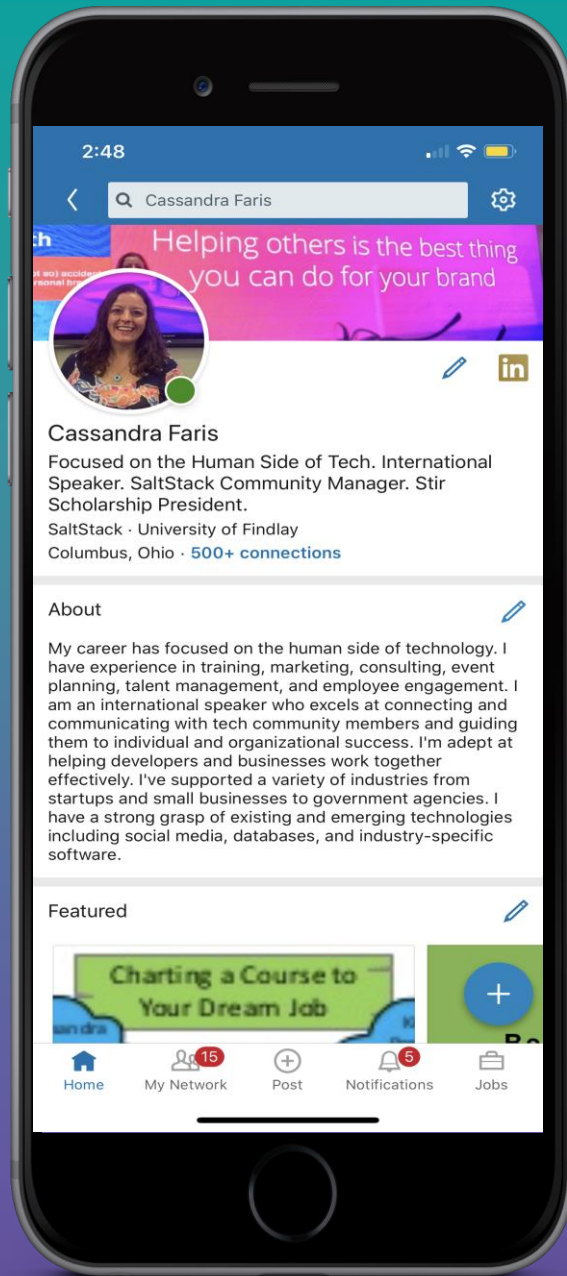 2:48
Cassandra Faris
th
Helping others is the best thing
you can do for your brand
in
Cassandra Faris
Focused on the Human Side of Tech. International
Speaker. SaltStack Community Manager. Stir
Scholarship President.
SaltStack · University of Findlay
Columbus, Ohio · 500+ connections
About
My career has focused on the human side of technology. I
have experience in training, marketing, consulting, event
planning, talent management, and employee engagement. I
am an international speaker who excels at connecting and
communicating with tech community members and guiding
them to individual and organizational success. I'm adept at
helping developers and businesses work together
effectively. I've supported a variety of industries from
startups and small businesses to government agencies. I
have a strong grasp of existing and emerging technologies
including social media, databases, and industry-specific
software.
Featured
Charting a Course to
Your Dream Job
15
5
Home
My Network
Post
Notifications
Jobs